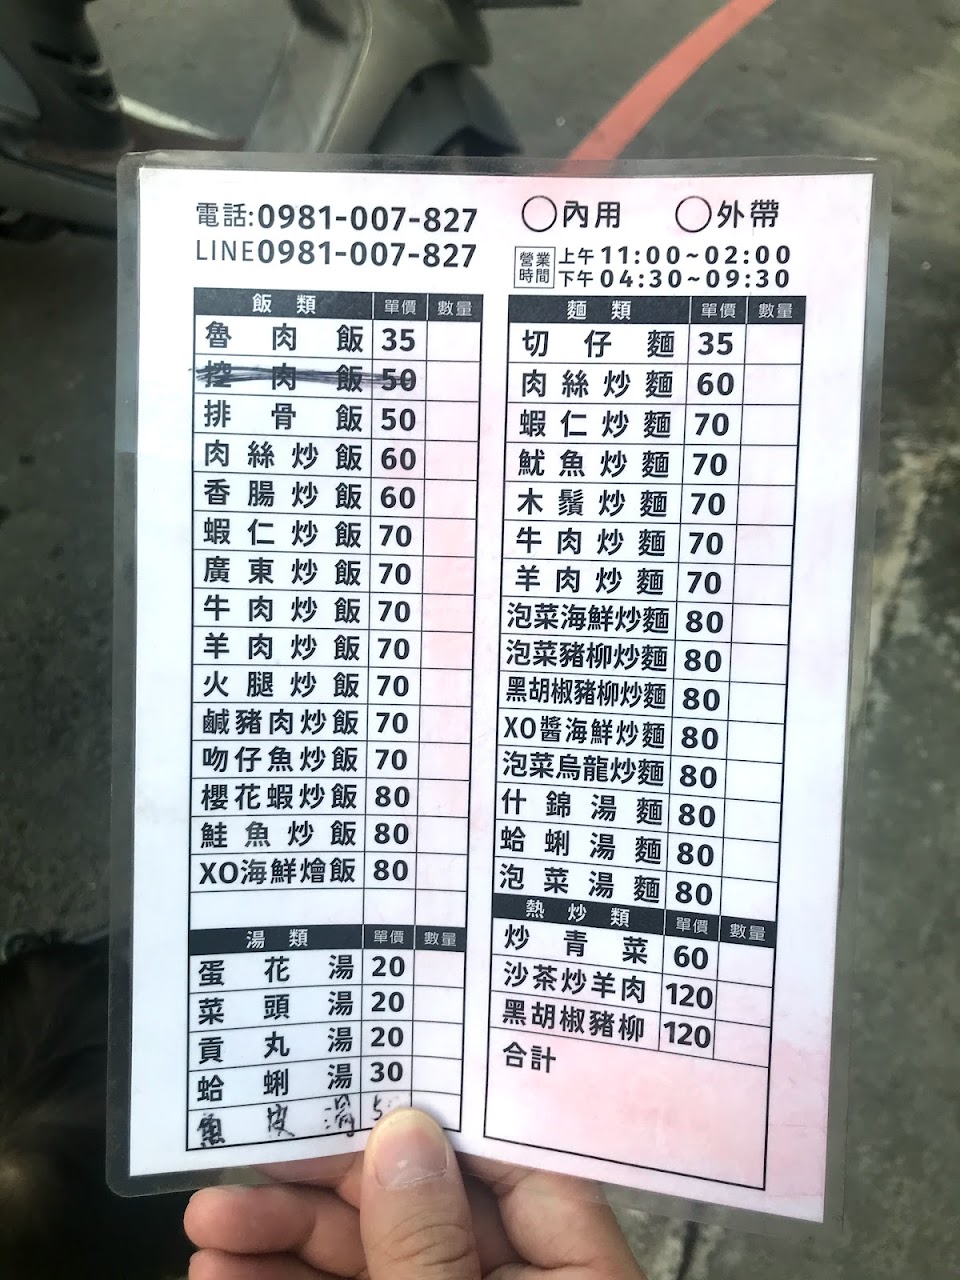 電話:0981-007-827
LINE0981-007-827
內用 外帶
營業時間 上午11:00~02:00
下午04:30~09:30
飯類 單價 數量
魯肉飯 35
控肉飯 50
排骨飯 50
肉絲炒飯 60
香腸炒飯 60
蝦仁炒飯 70
廣東炒飯 70
牛肉炒飯 70
羊肉炒飯 70
火腿炒飯 70
鹹豬肉炒飯 70
吻仔魚炒飯 70
櫻花蝦炒飯 80
鮭魚炒飯 80
XO海鮮燴飯 80
湯類 單價 數量
蛋花湯 20
菜頭湯 20
貢丸湯 20
蛤蜊湯 30
魚皮湯
麵類 單價 數量
切仔麵 35
肉絲炒麵 60
蝦仁炒麵 70
魷魚炒麵 70
木鬚炒麵 70
牛肉炒麵 70
羊肉炒麵 70
泡菜海鮮炒麵 80
泡菜豬柳炒麵 80
黑胡椒豬柳炒麵 80
XO醬海鮮炒麵 80
泡菜烏龍炒麵 80
什錦湯麵 80
蛤蜊湯麵 80
泡菜湯麵 80
熱炒類 單價 數量
炒青菜 60
沙茶炒羊肉 120
黑胡椒豬柳 120
合計